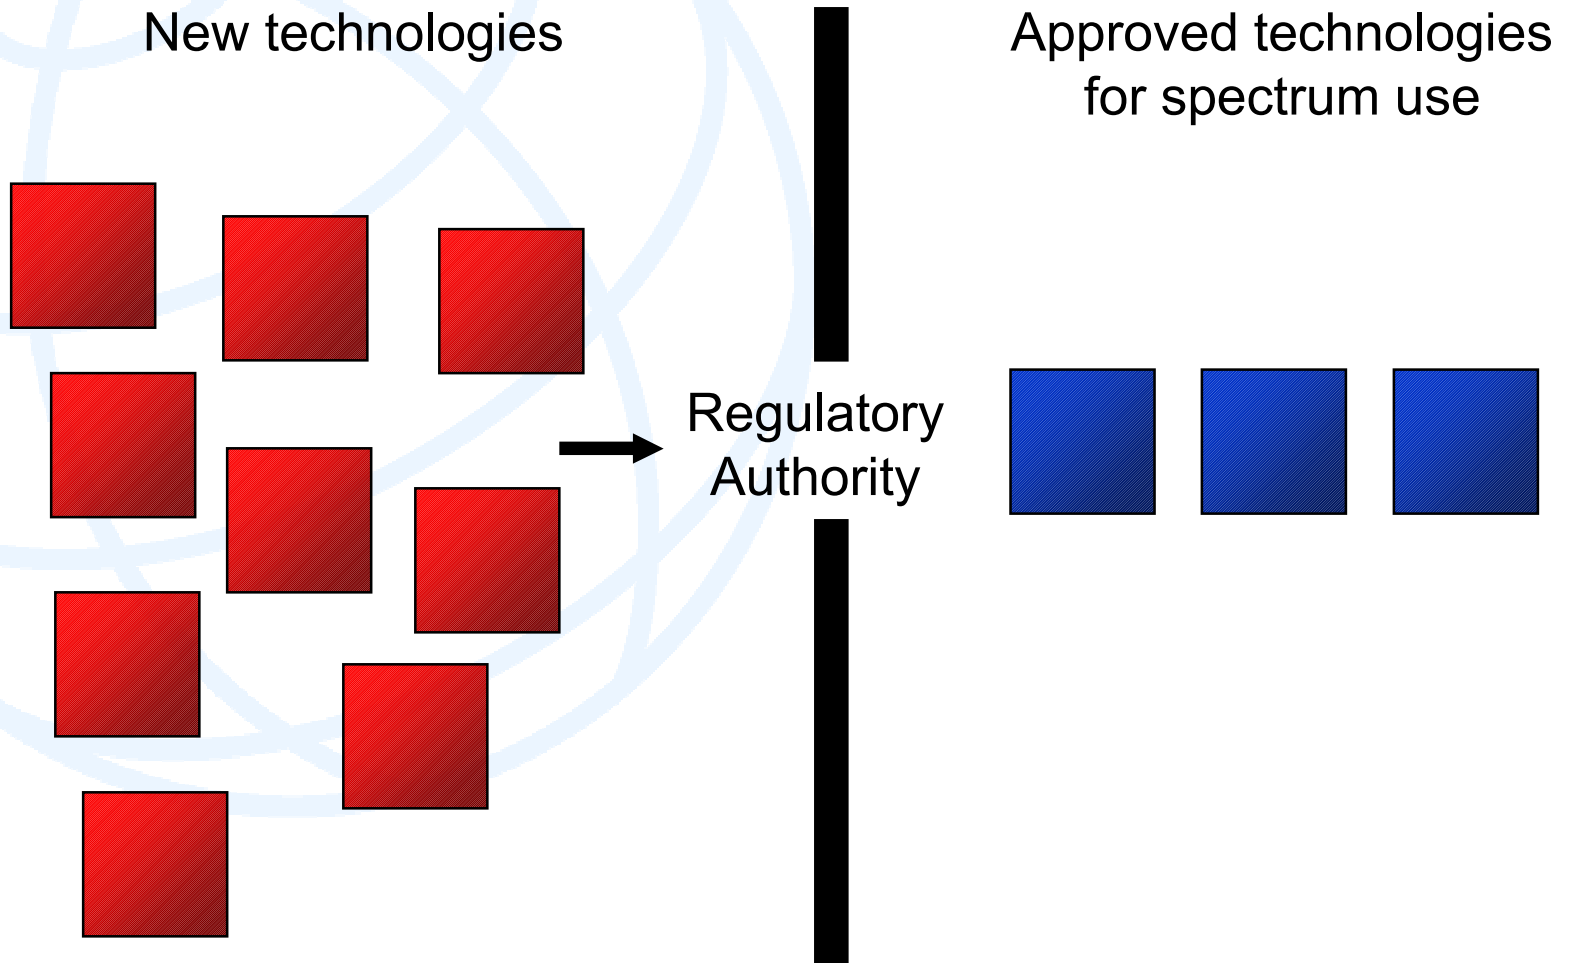 New technologies
Approved technologies
for spectrum use
Regulatory
Authority